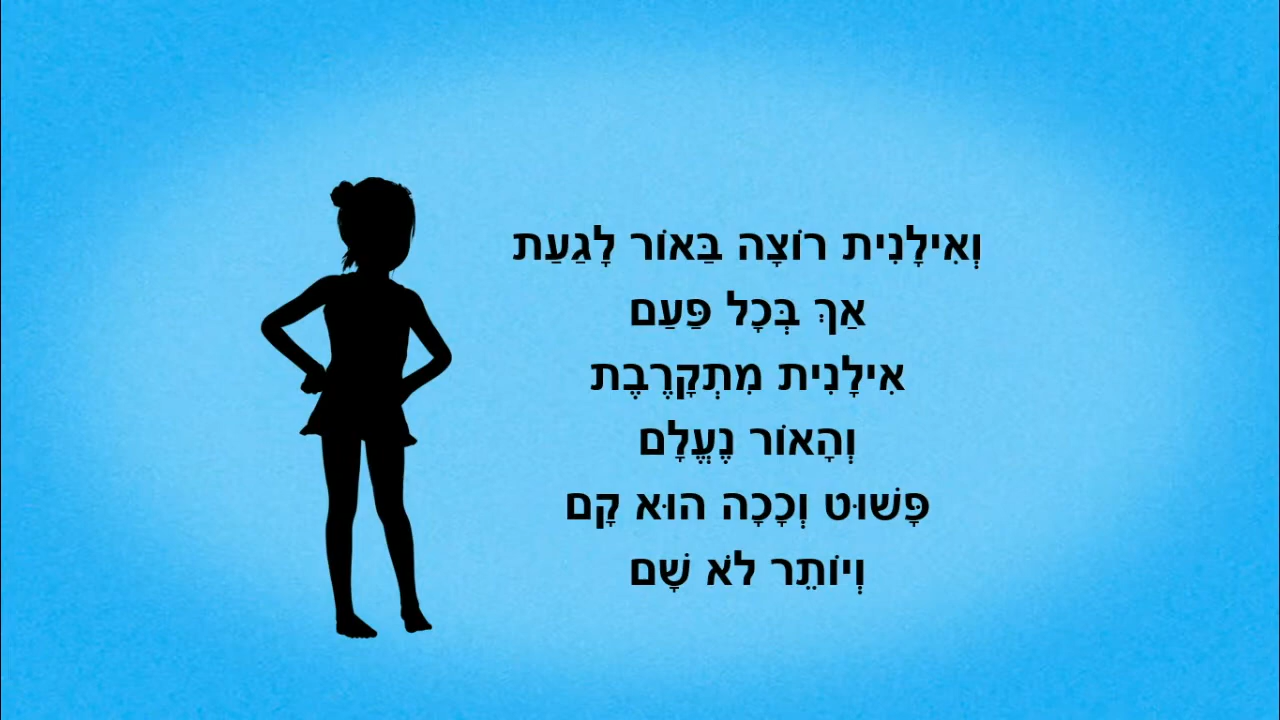 וְאִילָנִית רוֹצָה בַּאוֹר לָגַעַת
אַךְ בְּכָל פַּעַם
אִילָנִית מִתְקָרֶבֶת
וְהָאוֹר נֶעֱלָם
פָּשׁוּט וְכָכָה הוּא קָם
וְיוֹתֵר לֹא שָׁם